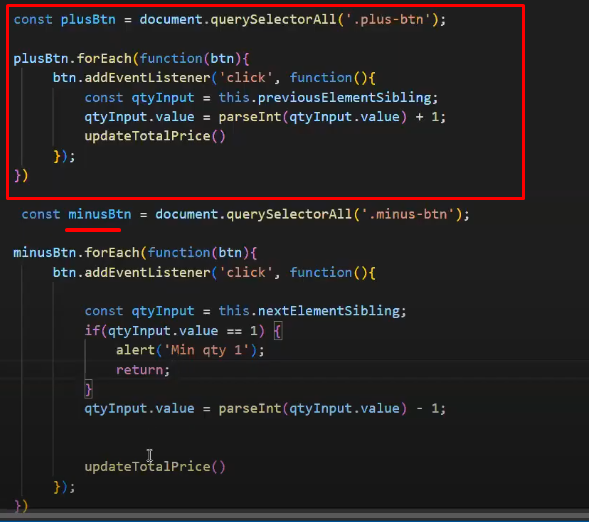 const plusBtn = document.querySelectorAll('.plus-btn');
plusBtn.forEach(function(btn){
btn.addEventListener('click', function(){
const qtyInput = this.previousElementSibling;
qtyInput.value = parseInt(qtyInput.value) + 1;
updateTotalPrice()
});
})
const minusBtn = document.querySelectorAll('.minus-btn');
minusBtn.forEach(function(btn){
btn.addEventListener('click', function(){
const qtyInput = this.nextElementSibling;
if(qtyInput.value == 1) {
alert('Min qty 1');
return;
}
qtyInput.value = parseInt(qtyInput.value) - 1;
updateTotalPrice()
});
})